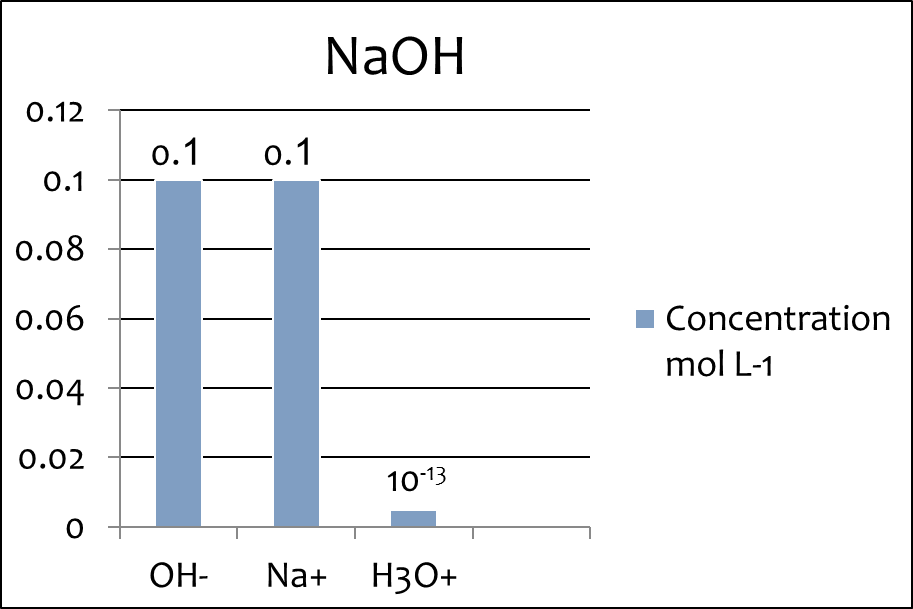 NaOH
0.12
0.1
0.08
0.06
0.04
0.02
0
0.1
0.1
10⁻¹³
OH-
Na+
H3O+
Concentration
mol L-1